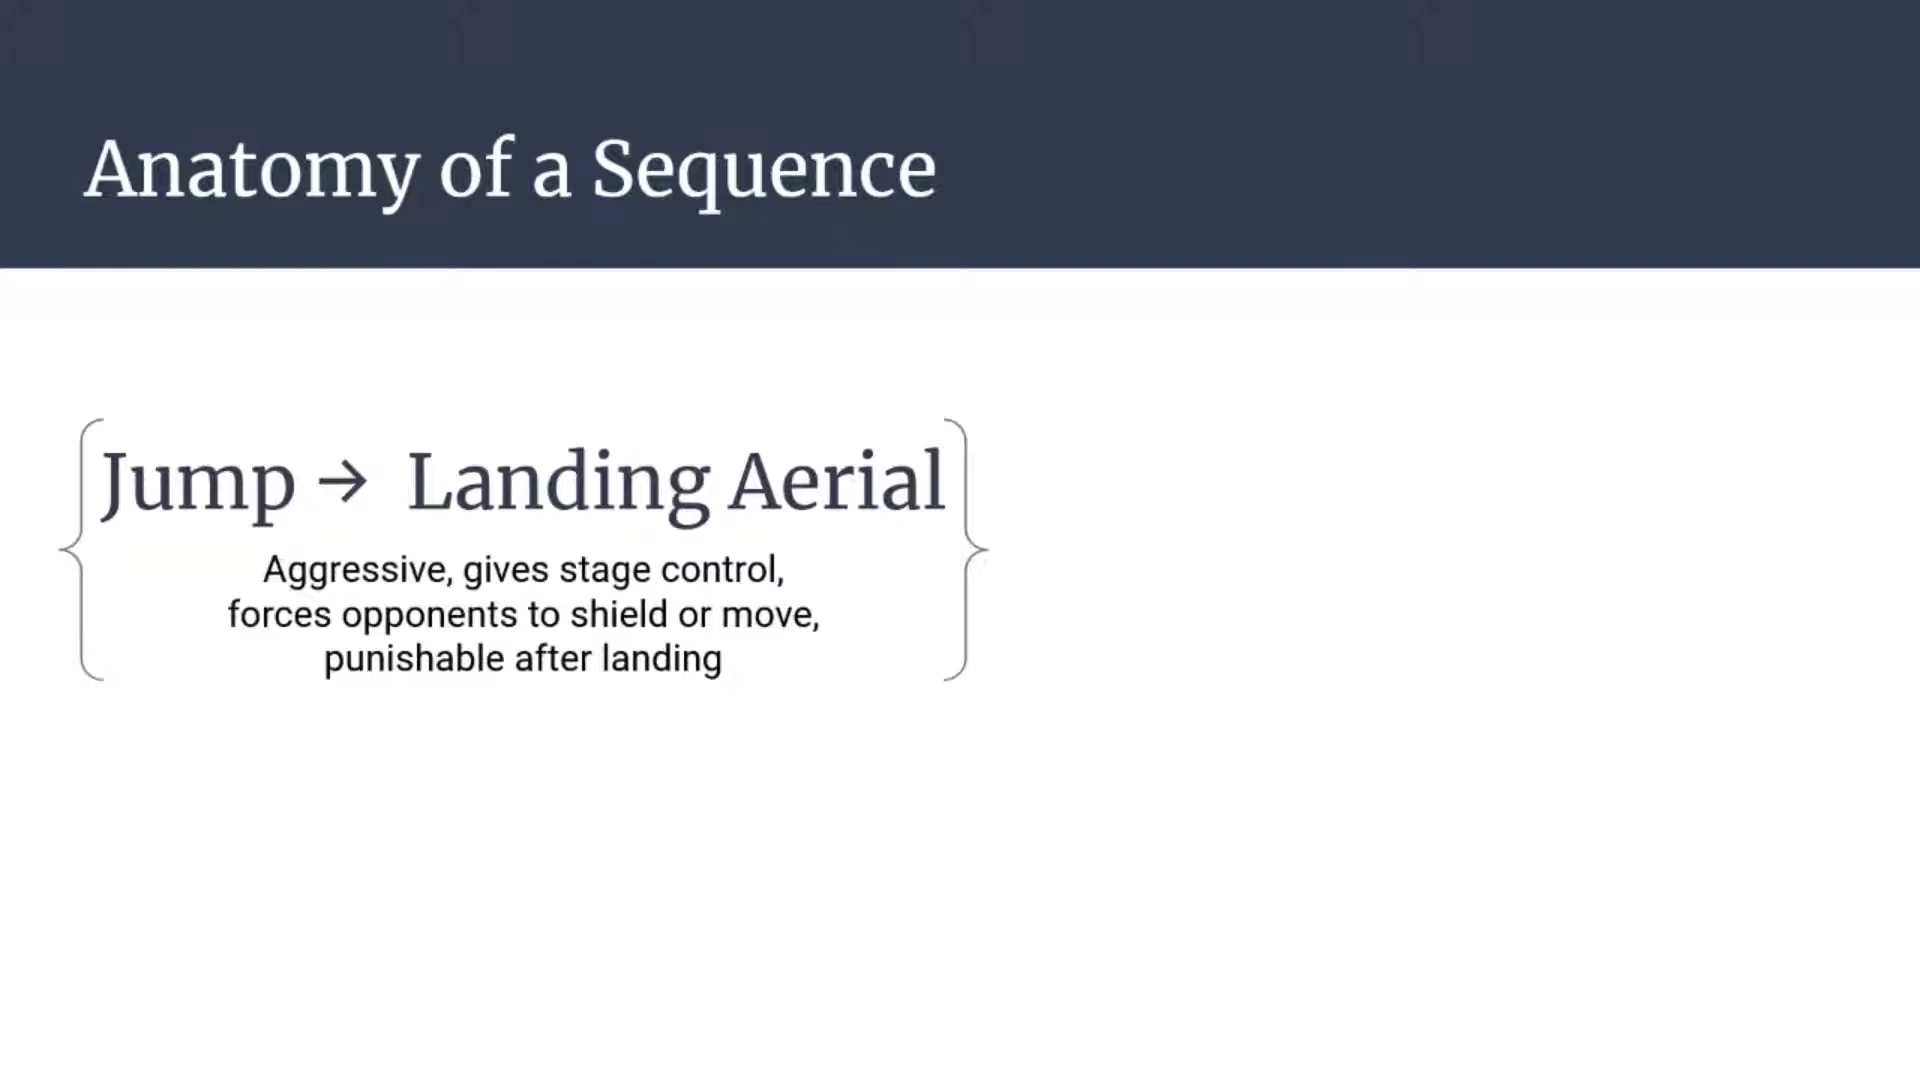 Anatomy of a Sequence
Jump → Landing Aerial
Aggressive, gives stage control,
forces opponents to shield or move,
punishable after landing